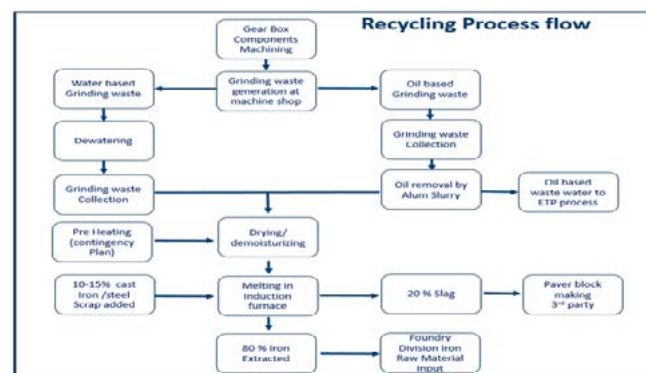 Recycling Process flow
Gear Box
Components
Machining
Water based
Grinding waste
Grinding waste
generation at
machine shop
Oil based
Grinding waste
Dewatering
Grinding waste
Collection
Grinding waste
Collection
Oil removal by
Alum Slurry
Oil based
waste water to
ETP process
Pre Heating
(contingency
Plan)
Drying/
demoisturizing
10-15% cast
Iron /steel
Scrap added
Melting in
Induction
furnace
20 % Slag
Paver block
making
3rd party
80 % Iron
Extracted
Foundry
Division Iron
Raw Material
Input